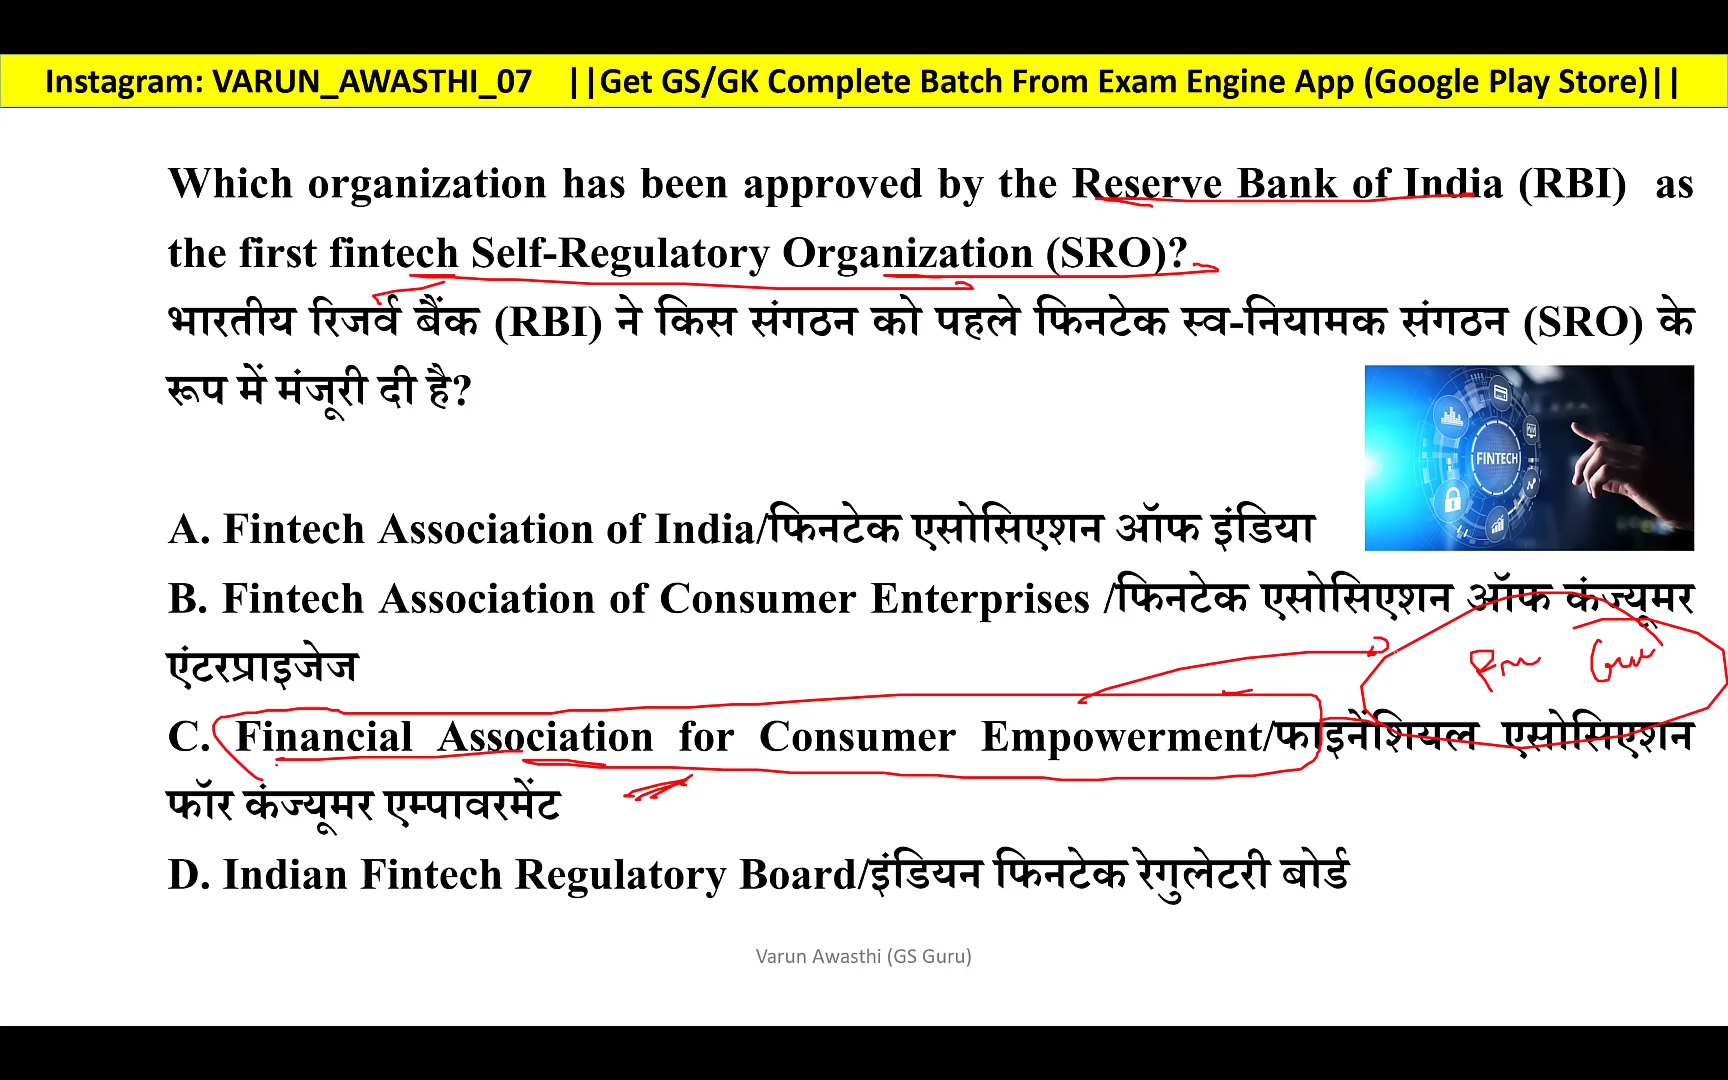 Instagram: VARUN_AWASTHI_07 ||Get GS/GK Complete Batch From Exam Engine App (Google Play Store)||
Which organization has been approved by the Reserve Bank of India (RBI) as
the first fintech Self-Regulatory Organization (SRO)?
भारतीय रिजर्व बैंक (RBI) ने किस संगठन को पहले फिनटेक स्व-नियामक संगठन (SRO) के
रूप में मंजूरी दी है?
FINTECH
A. Fintech Association of India/फिनटेक एसोसिएशन ऑफ इंडिया
B. Fintech Association of Consumer Enterprises /फिनटेक एसोसिएशन ऑफ कंज्यूमर
एंटरप्राइजेज
C. Financial Association for Consumer Empowerment/फाइनेंशियल एसोसिएशन
फॉर कंज्यूमर एम्पावरमेंट
D. Indian Fintech Regulatory Board/इंडियन फिनटेक रेगुलेटरी बोर्ड
Varun Awasthi (GS Guru)